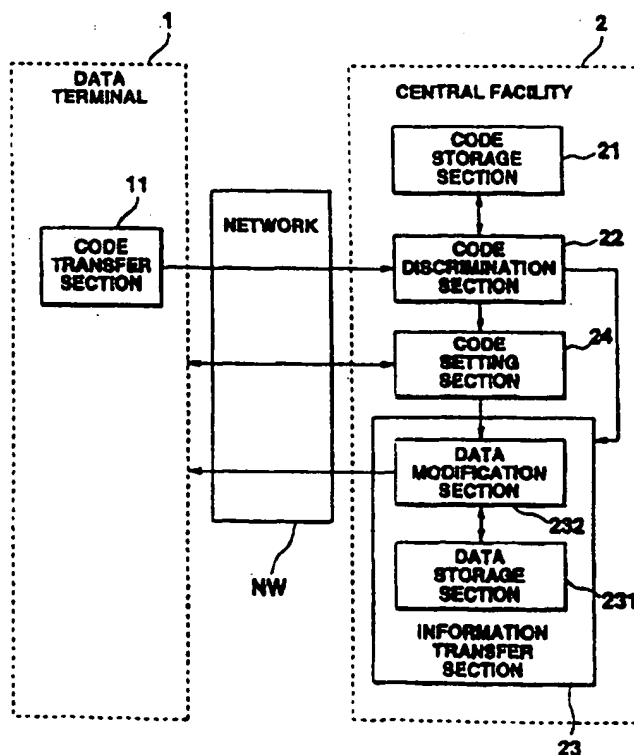 1
DATA
TERMINAL
11
CODE
TRANSFER
SECTION
NETWORK
NW
2
CENTRAL FACILITY
CODE
STORAGE
SECTION
21
CODE
DISCRIMINATION
SECTION
22
CODE
SETTING
SECTION
24
DATA
MODIFICATION
SECTION
232
DATA
STORAGE
SECTION
231
INFORMATION
TRANSFER
SECTION
23